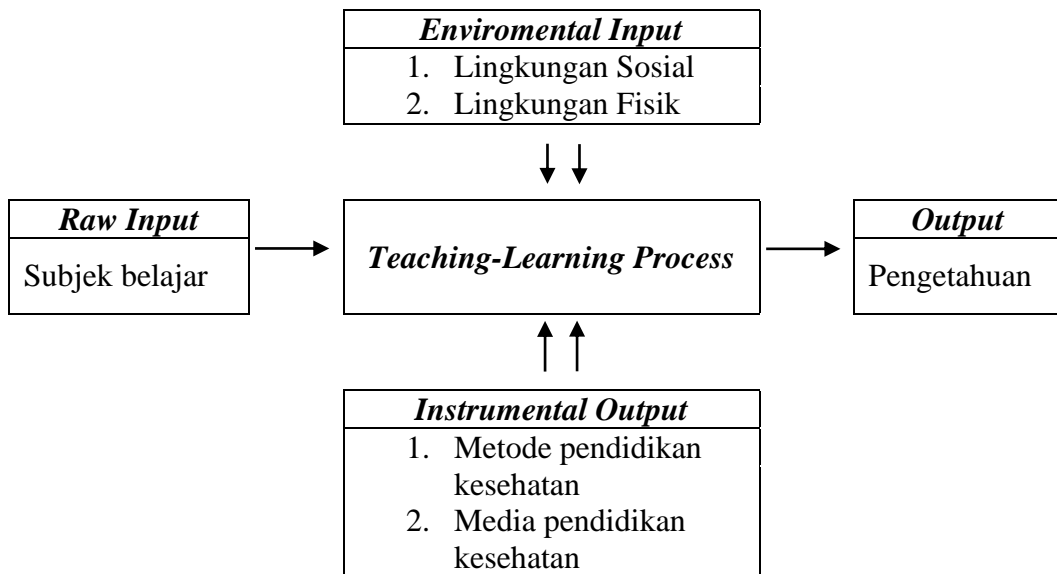 Enviromental Input
1. Lingkungan Sosial
2. Lingkungan Fisik
Raw Input
Subjek belajar
Teaching-Learning Process
Output
Pengetahuan
Instrumental Output
1. Metode pendidikan
kesehatan
2. Media pendidikan
kesehatan